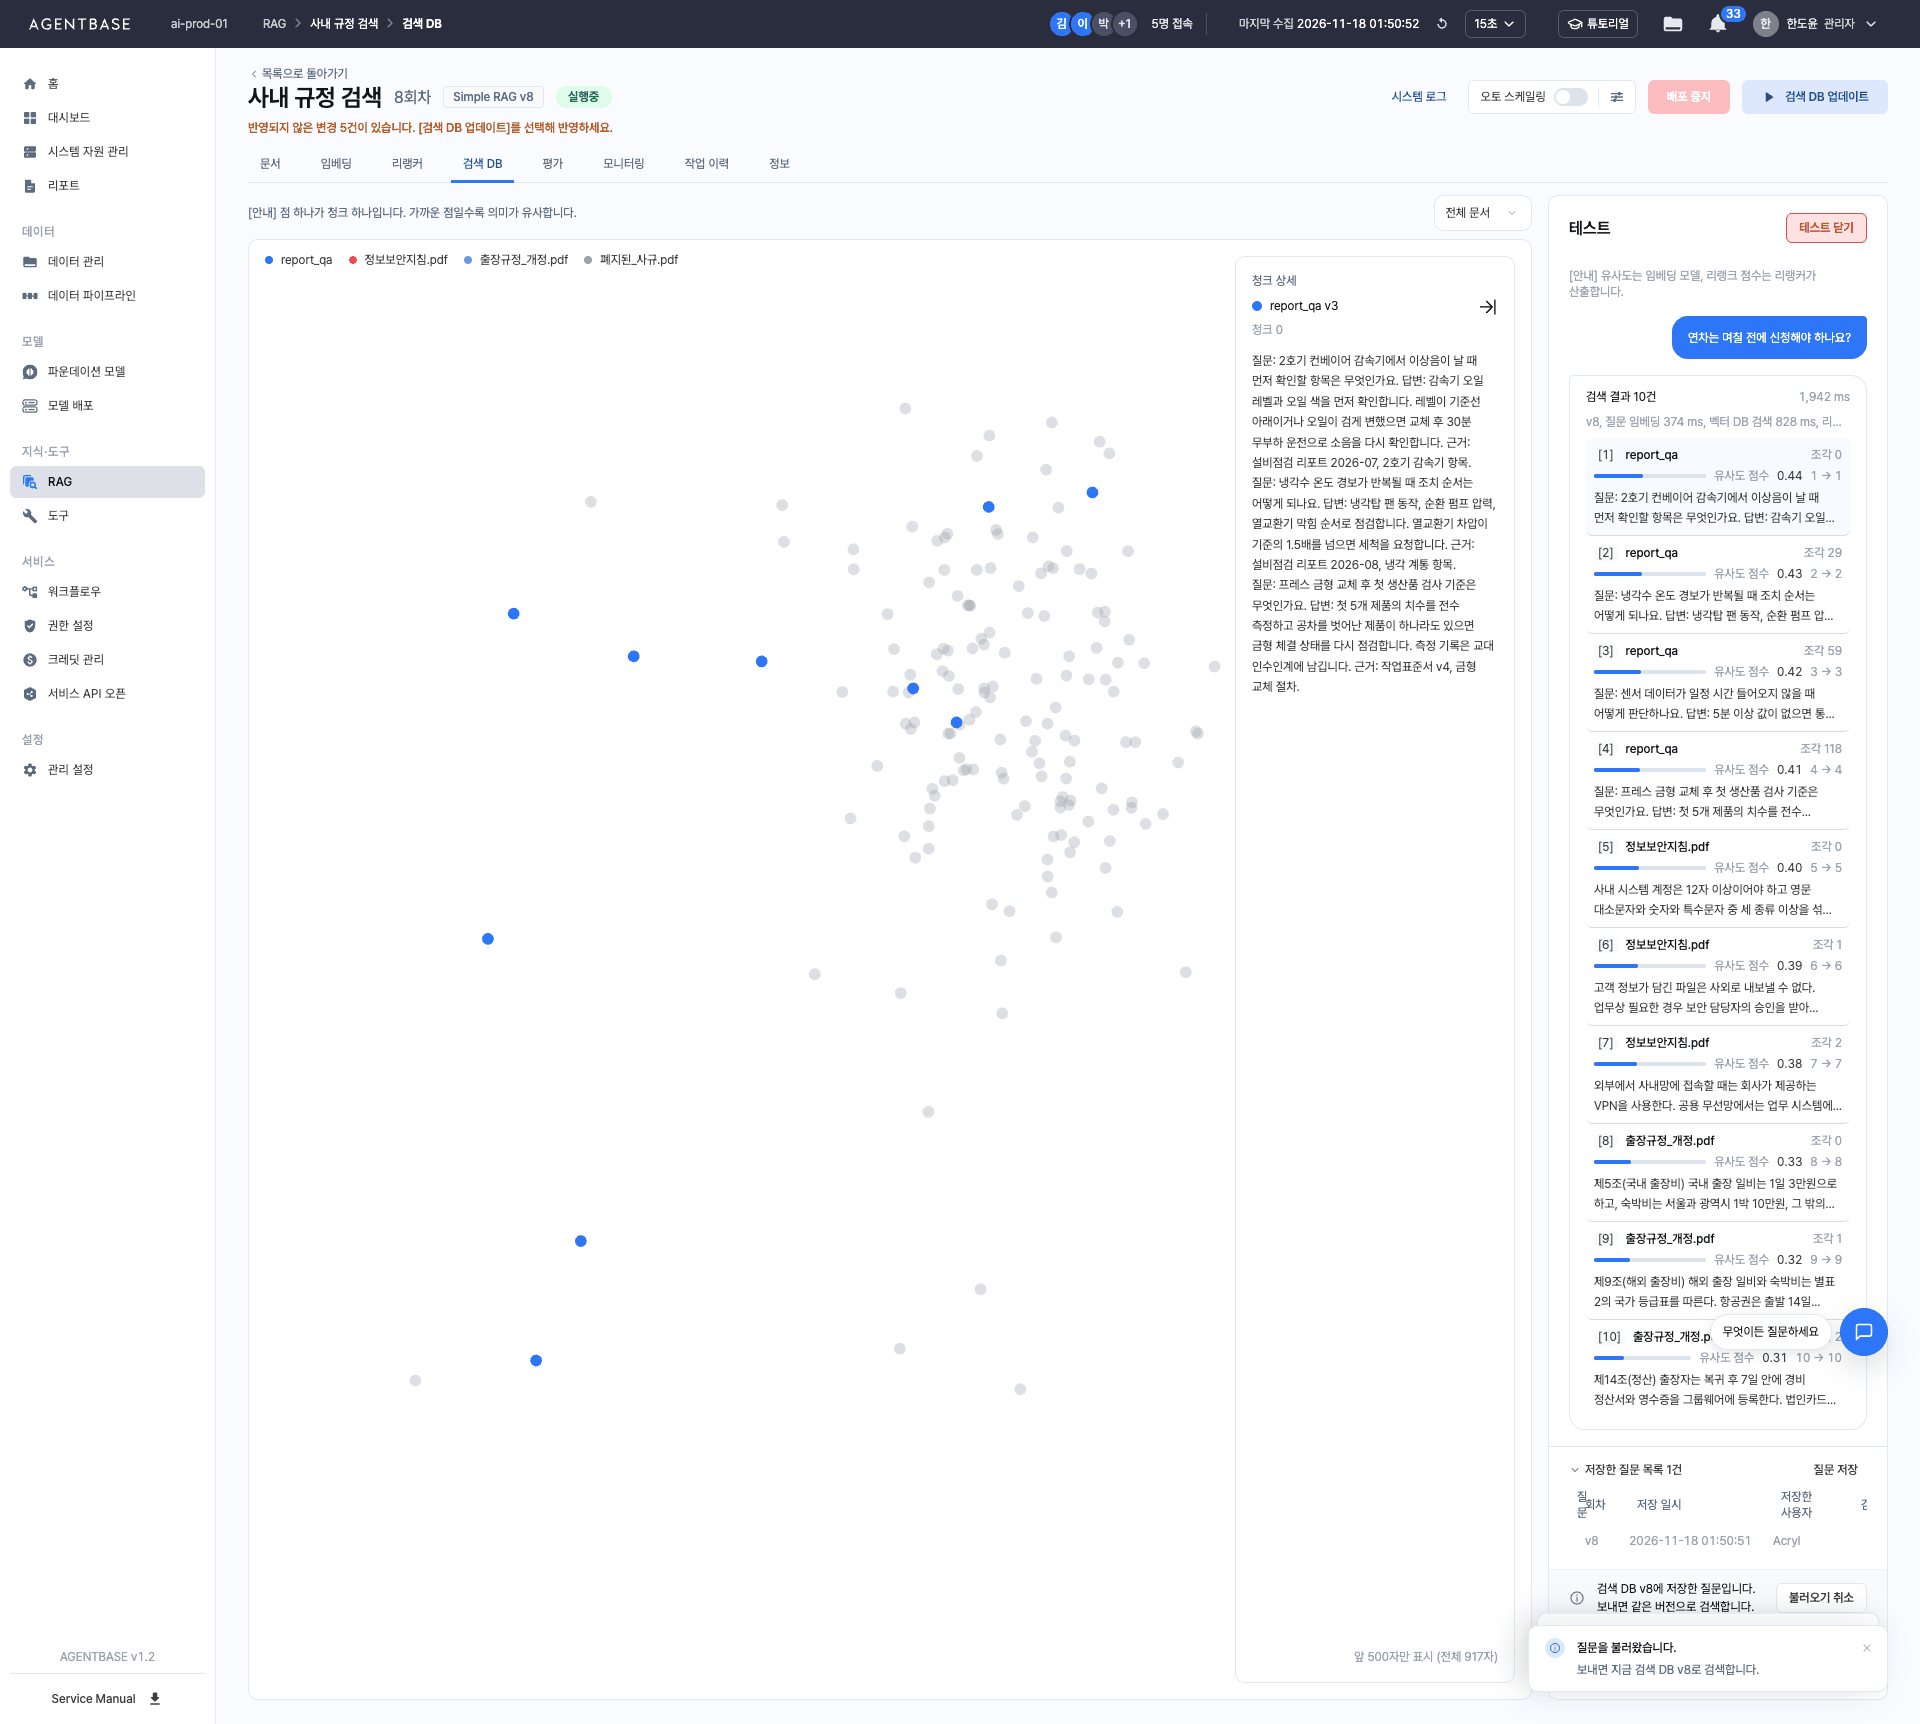 AGENTBASE
ai-prod-01
RAG
사내 규정 검색
검색 DB
김
이
박
+1
5명 접속
마지막 수집 2026-11-18 01:50:52
15초
튜토리얼
33
한
한도윤 관리자
홈
대시보드
시스템 자원 관리
리포트
데이터
데이터 관리
데이터 파이프라인
모델
파운데이션 모델
모델 배포
지식·도구
RAG
도구
서비스
워크플로우
권한 설정
크레딧 관리
서비스 API 오픈
설정
관리 설정
AGENTBASE v1.2
Service Manual
목록으로 돌아가기
사내 규정 검색 8회차 Simple RAG v8 실행중
반영되지 않은 변경 5건이 있습니다. [검색 DB 업데이트]를 선택해 반영하세요.
시스템 로그
오토 스케일링
배포 중지
검색 DB 업데이트
문서
임베딩
리랭커
검색 DB
평가
모니터링
작업 이력
정보
[안내] 점 하나가 청크 하나입니다. 가까운 점일수록 의미가 유사합니다.
전체 문서
report_qa
정보보안지침.pdf
출장규정_개정.pdf
폐지된_사규.pdf
청크 상세
report_qa v3
청크 0
질문: 2호기 컨베이어 감속기에서 이상음이 날 때
먼저 확인할 항목은 무엇인가요. 답변: 감속기 오일
레벨과 오일 색을 먼저 확인합니다. 레벨이 기준선
아래이거나 오일이 검게 변했으면 교체 후 30분
무부하 운전으로 소음을 다시 확인합니다. 근거:
설비점검 리포트 2026-07, 2호기 감속기 항목.
질문: 냉각수 온도 경보가 반복될 때 조치 순서는
어떻게 되나요. 답변: 냉각탑 팬 동작, 순환 펌프 압력,
열교환기 막힘 순서로 점검합니다. 열교환기 차압이
기준의 1.5배를 넘으면 세척을 요청합니다. 근거:
설비점검 리포트 2026-08, 냉각 계통 항목.
질문: 프레스 금형 교체 후 첫 생산품 검사 기준은
무엇인가요. 답변: 첫 5개 제품의 치수를 전수
측정하고 공차를 벗어난 제품이 하나라도 있으면
금형 체결 상태를 다시 점검합니다. 측정 기록은 교대
인수인계에 남깁니다. 근거: 작업표준서 v4, 금형
교체 절차.
앞 500자만 표시 (전체 917자)
테스트
테스트 닫기
[안내] 유사도는 임베딩 모델, 리랭크 점수는 리랭커가
산출합니다.
연차는 며칠 전에 신청해야 하나요?
검색 결과 10건 1,942 ms
v8, 질문 임베딩 374 ms, 벡터 DB 검색 828 ms, 리...
[1] report_qa 조각 0
유사도 점수 0.44 1 → 1
질문: 2호기 컨베이어 감속기에서 이상음이 날 때
먼저 확인할 항목은 무엇인가요. 답변: 감속기 오일...
[2] report_qa 조각 29
유사도 점수 0.43 2 → 2
질문: 냉각수 온도 경보가 반복될 때 조치 순서는
어떻게 되나요. 답변: 냉각탑 팬 동작, 순환 펌프 압...
[3] report_qa 조각 59
유사도 점수 0.42 3 → 3
질문: 센서 데이터가 일정 시간 들어오지 않을 때
어떻게 판단하나요. 답변: 5분 이상 값이 없으면 통...
[4] report_qa 조각 118
유사도 점수 0.41 4 → 4
질문: 프레스 금형 교체 후 첫 생산품 검사 기준은
무엇인가요. 답변: 첫 5개 제품의 치수를 전수...
[5] 정보보안지침.pdf 조각 0
유사도 점수 0.40 5 → 5
사내 시스템 계정은 12자 이상이어야 하고 영문
대소문자와 숫자와 특수문자 중 세 종류 이상을 섞...
[6] 정보보안지침.pdf 조각 1
유사도 점수 0.39 6 → 6
고객 정보가 담긴 파일은 사외로 내보낼 수 없다.
업무상 필요한 경우 보안 담당자의 승인을 받아...
[7] 정보보안지침.pdf 조각 2
유사도 점수 0.38 7 → 7
외부에서 사내망에 접속할 때는 회사가 제공하는
VPN을 사용한다. 공용 무선망에서는 업무 시스템에...
[8] 출장규정_개정.pdf 조각 0
유사도 점수 0.33 8 → 8
제5조(국내 출장비) 국내 출장 일비는 1일 3만원으로
하고, 숙박비는 서울과 광역시 1박 10만원, 그 밖의...
[9] 출장규정_개정.pdf 조각 1
유사도 점수 0.32 9 → 9
제9조(해외 출장비) 해외 출장 일비와 숙박비는 별표
2의 국가 등급표를 따른다. 항공권은 출발 14일...
[10] 출장규정_개정.p 2
무엇이든 질문하세요
유사도 점수 0.31 10 → 10
제14조(정산) 출장자는 복귀 후 7일 안에 경비
정산서와 영수증을 그룹웨어에 등록한다. 법인카드...
저장한 질문 목록 1건 질문 저장
질문 회차 저장 일시 저장한 사용자
v8 2026-11-18 01:50:51 Acryl
검색 DB v8에 저장한 질문입니다.
보내면 같은 버전으로 검색합니다.
불러오기 취소
질문을 불러왔습니다.
보내면 지금 검색 DB v8로 검색합니다.